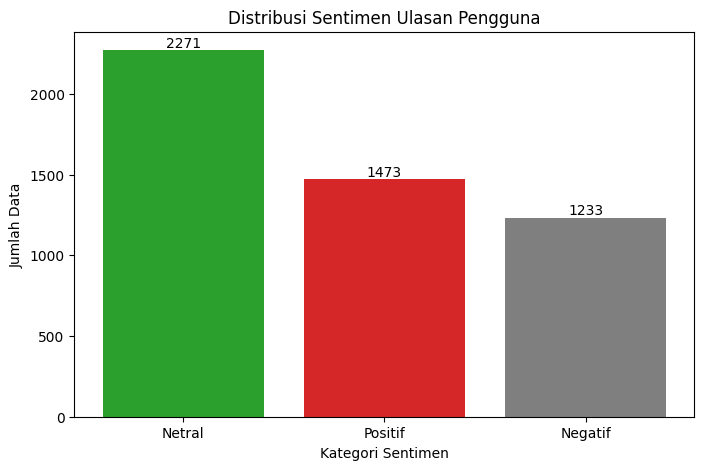 Distribusi Sentimen Ulasan Pengguna
2271
1473
1233
2000
1500
1000
500
0
Jumlah Data
Netral
Positif
Negatif
Kategori Sentimen